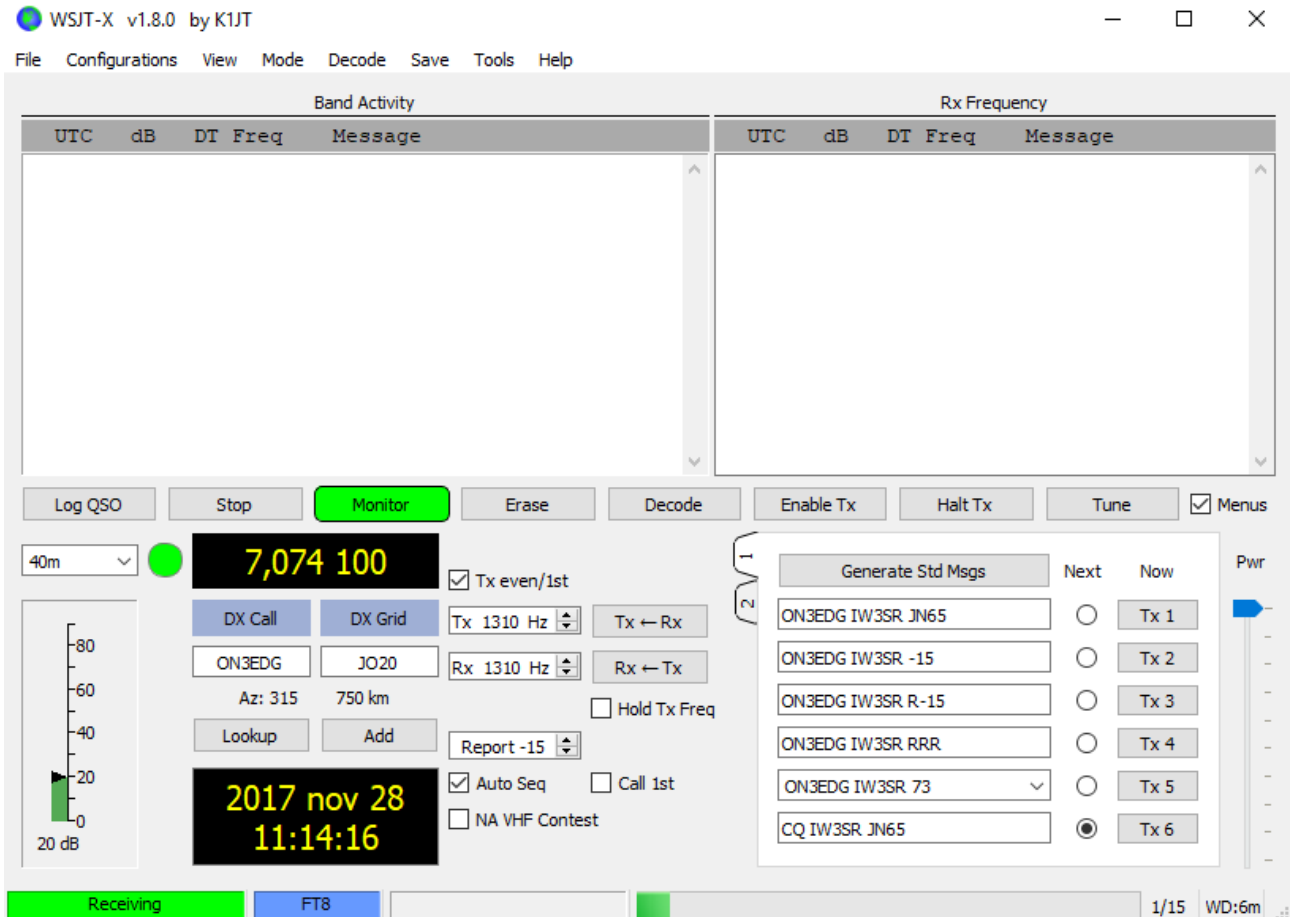 WSJT-X v1.8.0 by K1JT
File Configurations View Mode Decode Save Tools Help
Band Activity Rx Frequency
UTC dB DT Freq Message UTC dB DT Freq Message
Log QSO Stop Monitor Erase Decode Enable Tx Halt Tx Tune Menus
40m 7,074 100 Tx even/1st
1
2
Generate Std Msgs Next Now Pwr
DX Call DX Grid Tx 1310 Hz Tx ← Rx ON3EDG IW3SR JN65 Tx 1
ON3EDG JO20 Rx 1310 Hz Rx ← Tx ON3EDG IW3SR -15 Tx 2
Az: 315 750 km Hold Tx Freq ON3EDG IW3SR R-15 Tx 3
Lookup Add Report -15 ON3EDG IW3SR RRR Tx 4
2017 nov 28 Auto Seq Call 1st ON3EDG IW3SR 73 Tx 5
11:14:16 NA VHF Contest CQ IW3SR JN65 Tx 6
80
60
40
20
0
20 dB
Receiving FT8 1/15 WD:6m